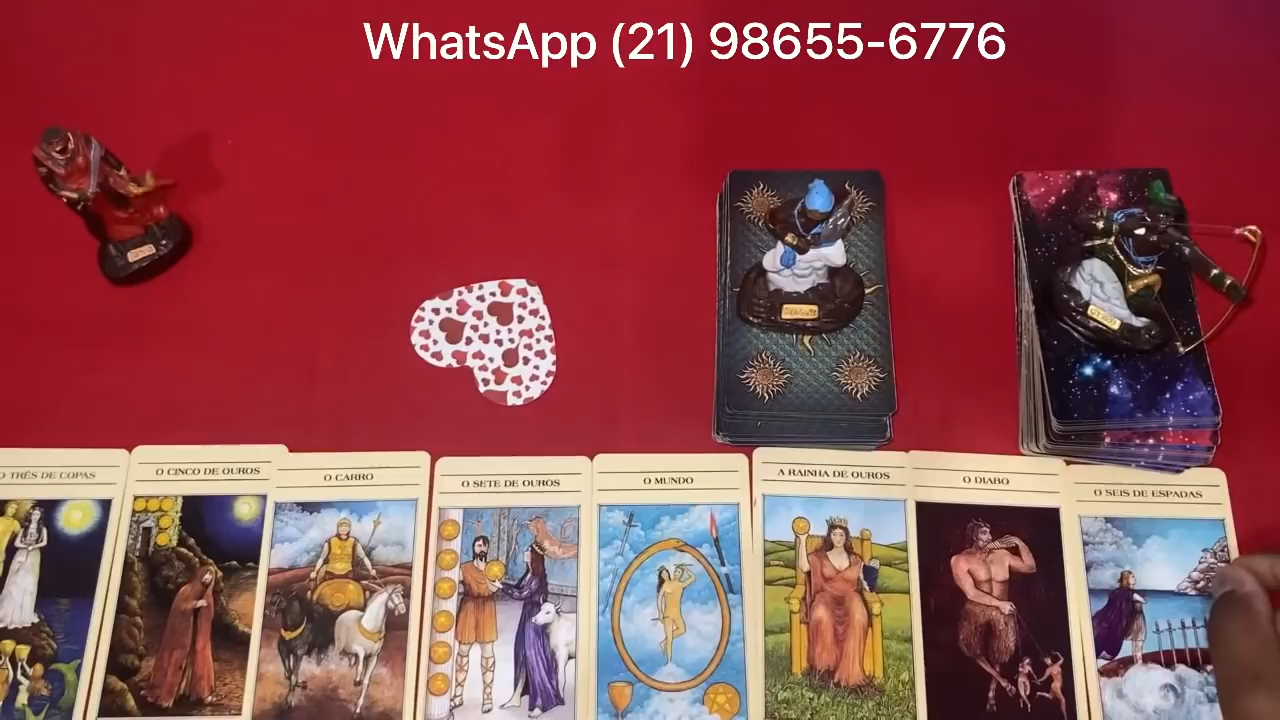 WhatsApp (21) 98655-6776
O TRÊS DE COPAS
O CINCO DE OUROS
O CARRO
O SETE DE OUROS
O MUNDO
A RAINHA DE OUROS
O DIABO
O SEIS DE ESPADAS